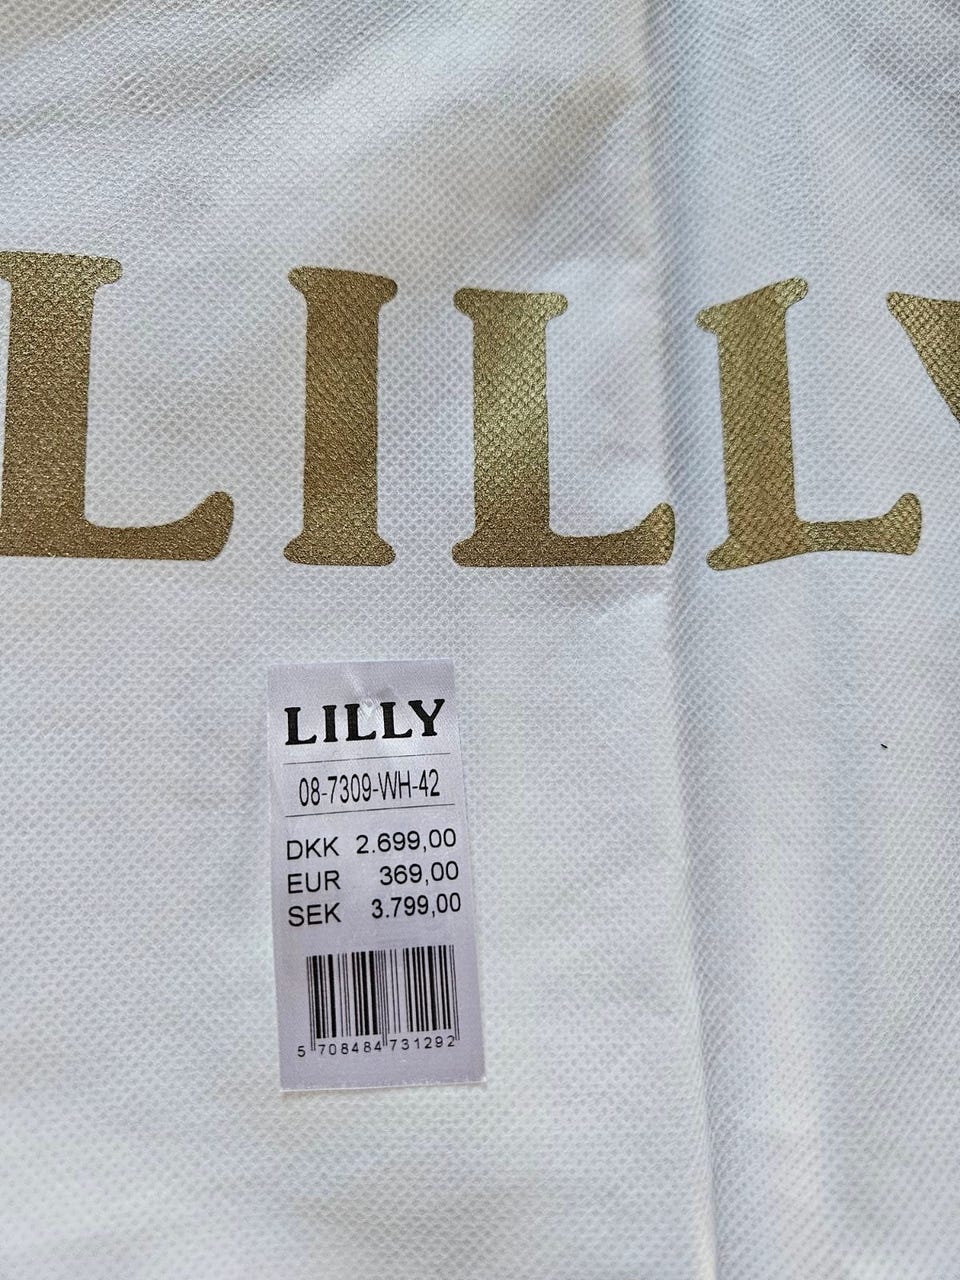 LILLY
LILLY
08-7309-WH-42
DKK 2.699,00
EUR 369,00
SEK 3.799,00
5 708484 731292